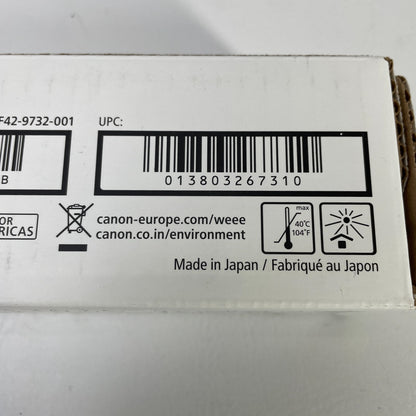 F42-9732-001
UPC:
B
013803267310
OR
RICAS
canon-europe.com/weee
canon.co.in/environment
max
40°C
104°F
Made in Japan / Fabriqué au Japon